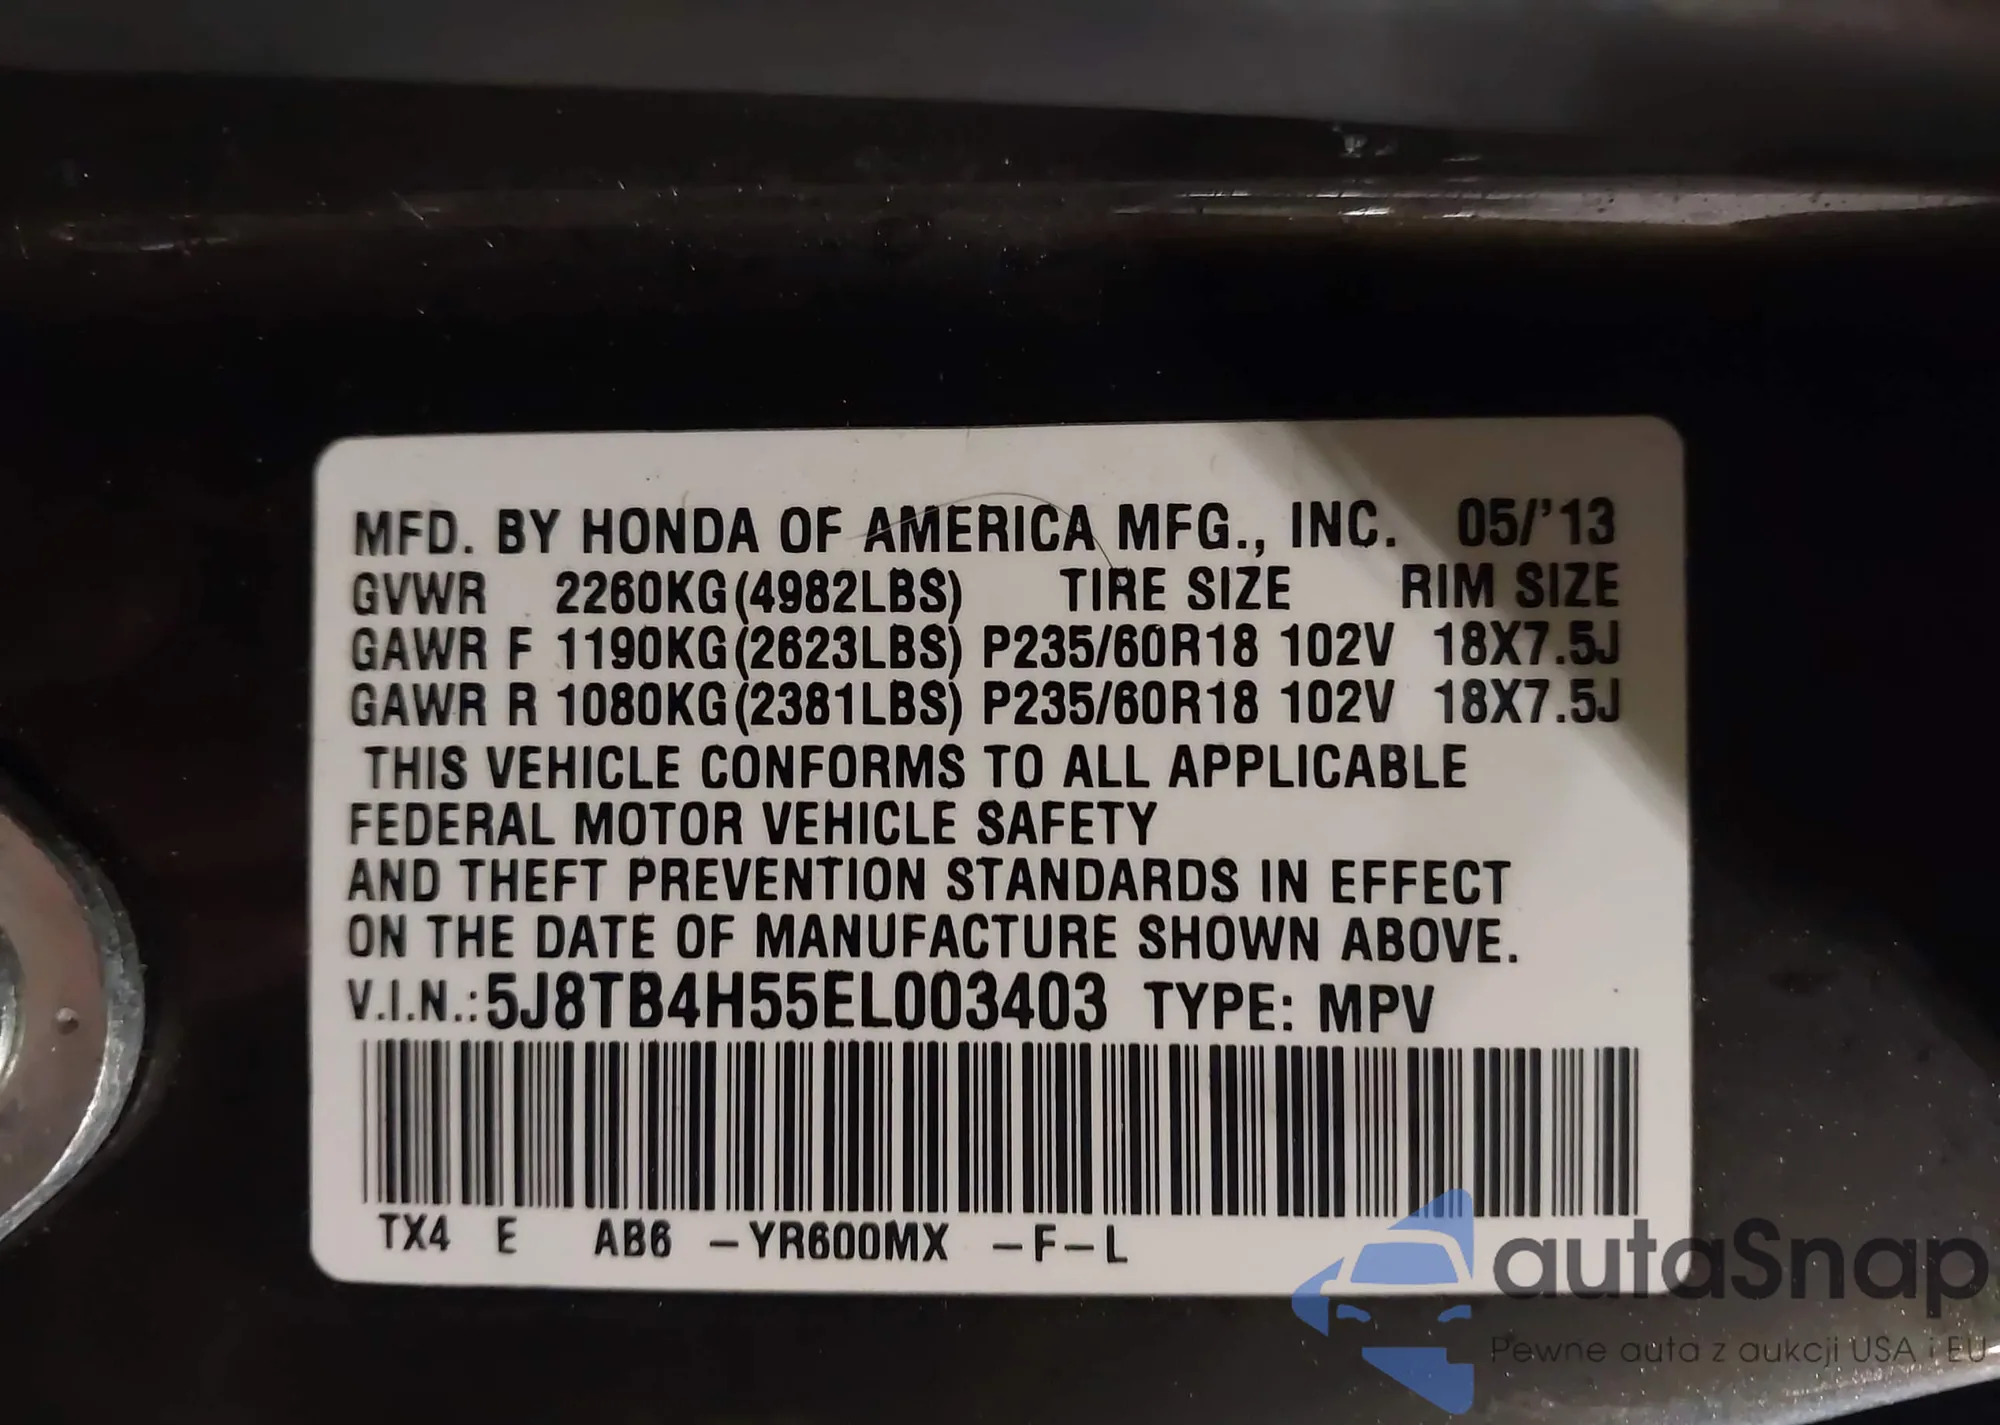 MFD. BY HONDA OF AMERICA MFG., INC. 05/'13
GVWR 2260KG(4982LBS) TIRE SIZE RIM SIZE
GAWR F 1190KG(2623LBS) P235/60R18 102V 18X7.5J
GAWR R 1080KG(2381LBS) P235/60R18 102V 18X7.5J
THIS VEHICLE CONFORMS TO ALL APPLICABLE
FEDERAL MOTOR VEHICLE SAFETY
AND THEFT PREVENTION STANDARDS IN EFFECT
ON THE DATE OF MANUFACTURE SHOWN ABOVE.
V.I.N.:5J8TB4H55EL003403 TYPE: MPV
TX4 E AB6 -YR600MX -F-L
autaSnap
Pewne auta z aukcji USA i EU